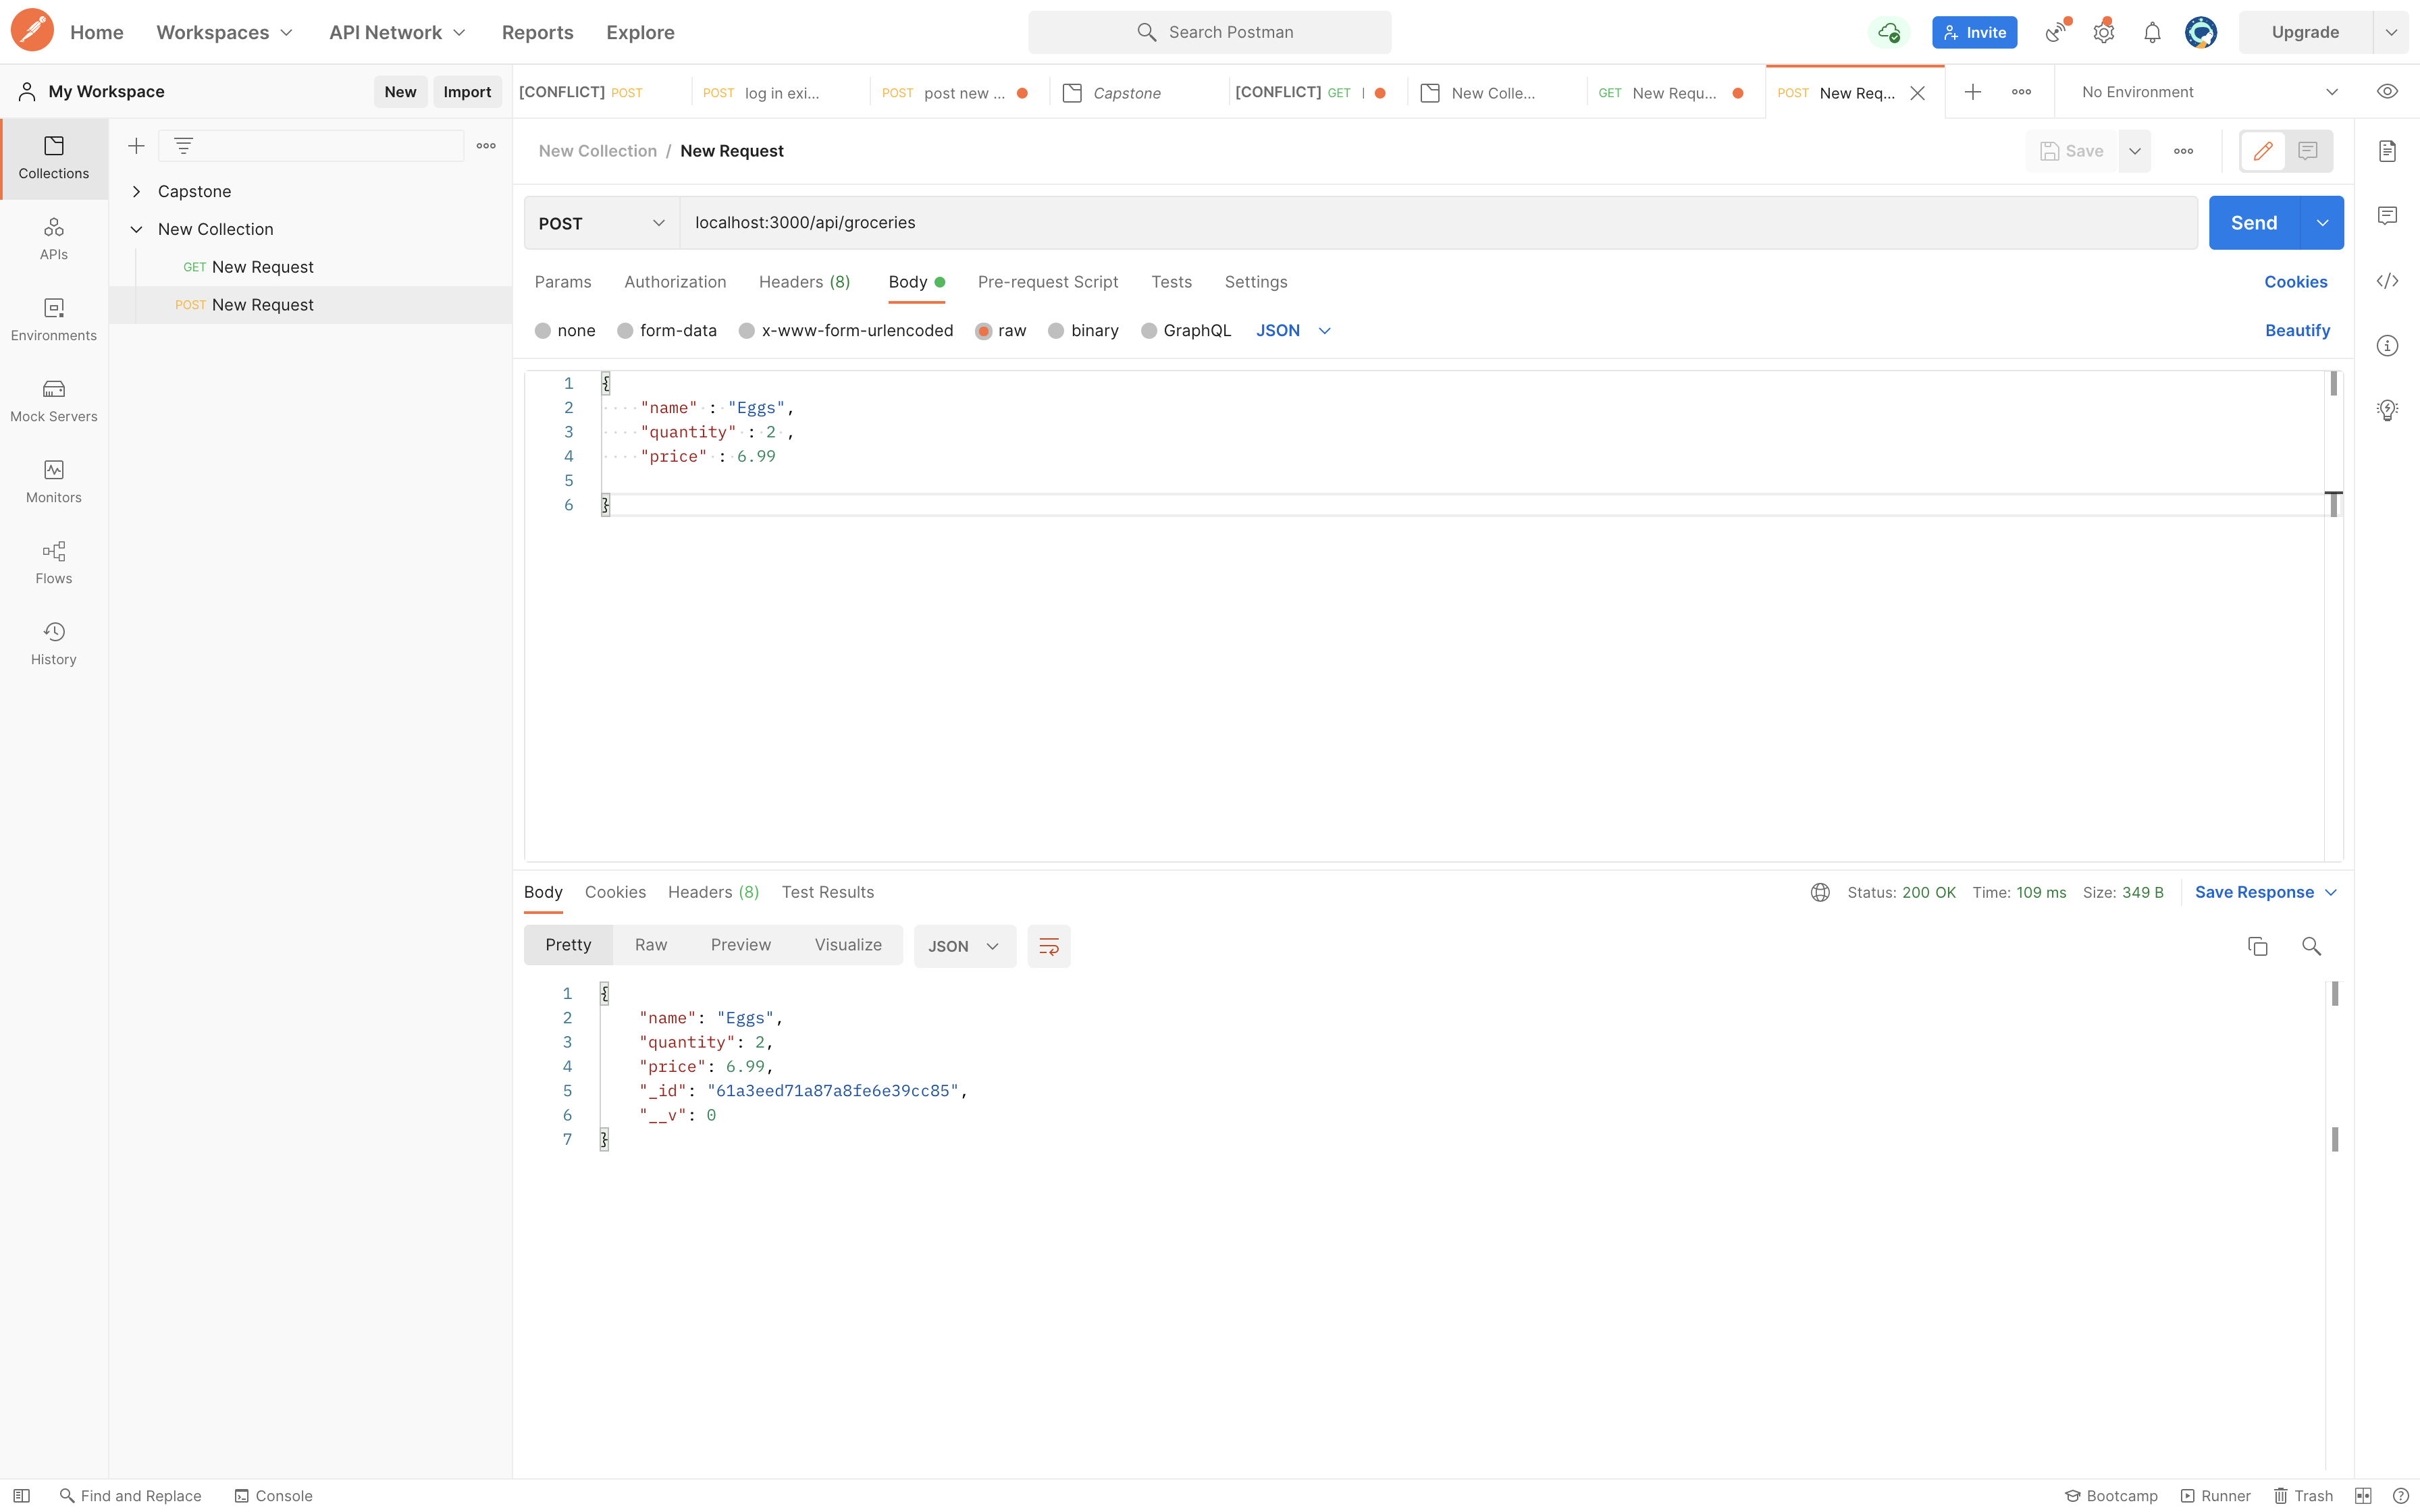 Home Workspaces API Network Reports Explore Search Postman Invite Upgrade
My Workspace New Import [CONFLICT] POST POST log in exi... POST post new ... Capstone [CONFLICT] GET New Colle... GET New Requ... POST New Req... No Environment
Collections
APIs
Environments
Mock Servers
Monitors
Flows
History
Capstone
New Collection
GET New Request
POST New Request
New Collection / New Request Save
POST localhost:3000/api/groceries Send
Params Authorization Headers (8) Body Pre-request Script Tests Settings Cookies
none form-data x-www-form-urlencoded raw binary GraphQL JSON Beautify
1 {
2 "name" : "Eggs",
3 "quantity" : 2 ,
4 "price" : 6.99
5
6 }
Body Cookies Headers (8) Test Results Status: 200 OK Time: 109 ms Size: 349 B Save Response
Pretty Raw Preview Visualize JSON
1 {
2 "name": "Eggs",
3 "quantity": 2,
4 "price": 6.99,
5 "_id": "61a3eed71a87a8fe6e39cc85",
6 "__v": 0
7 }
Find and Replace Console Bootcamp Runner Trash